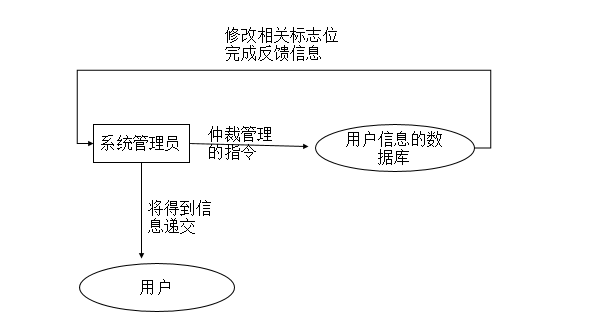 修改相关标志位
完成反馈信息
系统管理员
仲裁管理
的指令
用户信息的数
据库
将得到信
息递交
用户